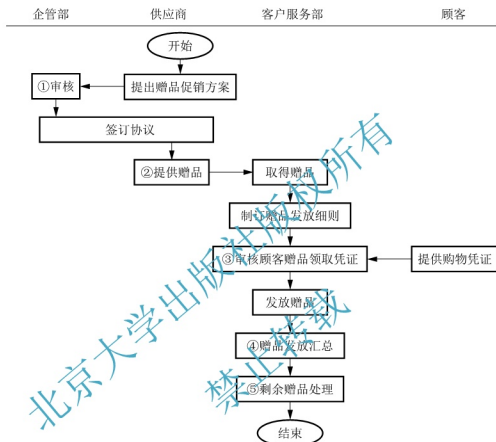 企管部 供应商 客户服务部 顾客
开始
①审核 提出赠品促销方案
签订协议
②提供赠品 取得赠品
制订赠品发放细则
③审核顾客赠品领取凭证 提供购物凭证
发放赠品
④赠品发放汇总
⑤剩余赠品处理
结束
北京大学出版社版权所有
禁止转载